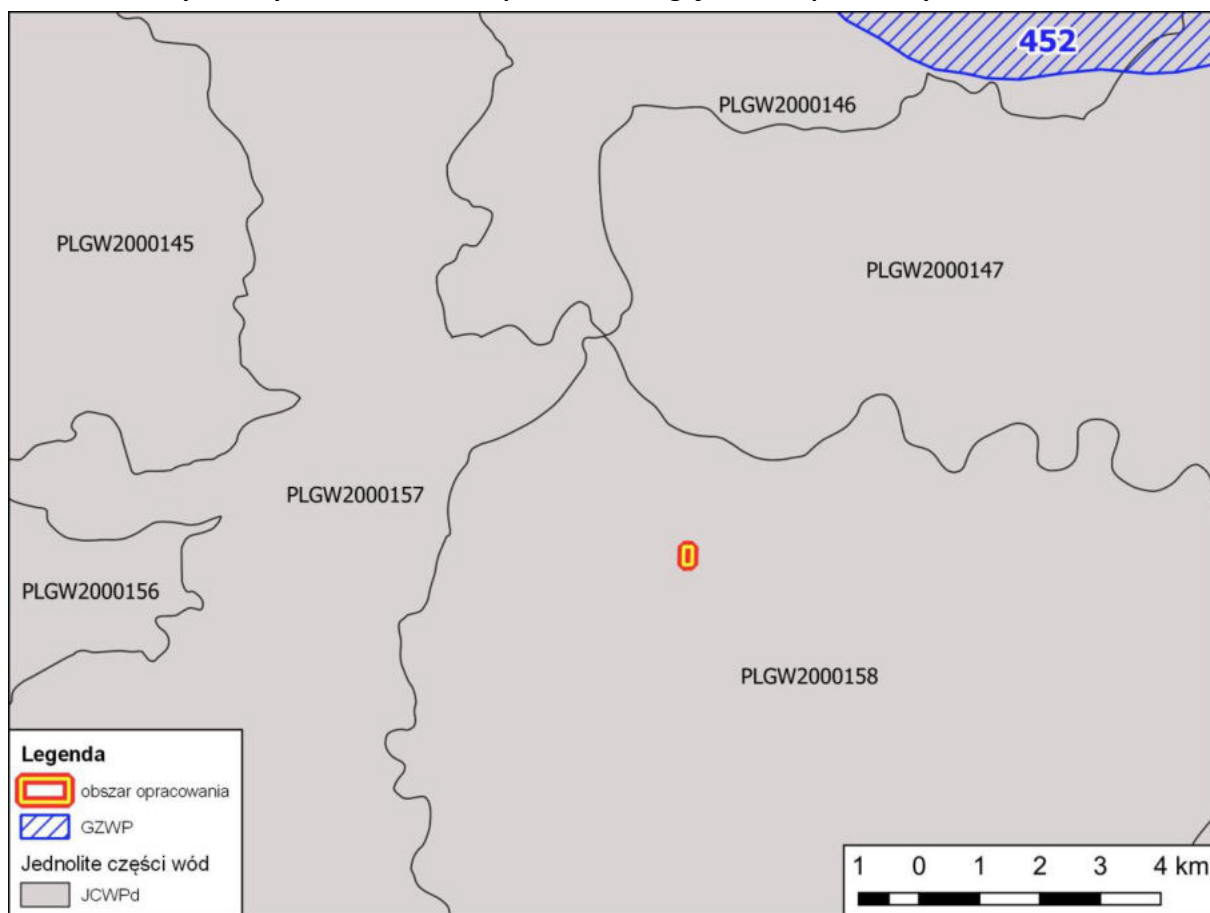 452
PLGW2000146
PLGW2000145
PLGW2000147
PLGW2000157
PLGW2000156
PLGW2000158
Legenda
obszar opracowania
GZWP
Jednolite części wód
JCWPd
1 0 1 2 3 4 km